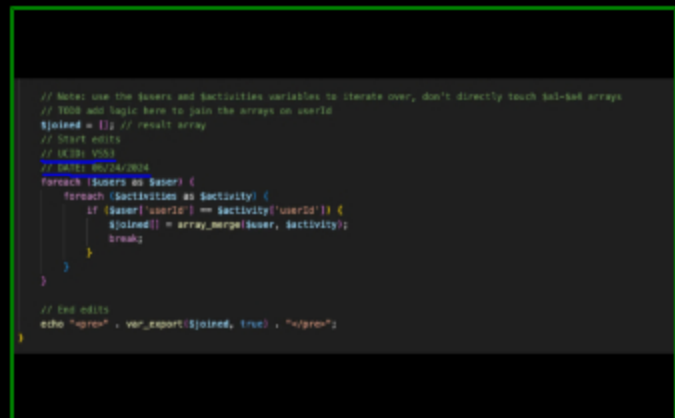 // Note: use the $users and $activities variables to iterate over, don't directly touch $a1-$a4 arrays
// TODO add logic here to join the arrays on userId
$joined = []; // result array
// Start edits
// UCID: VS53
// DATE: 06/24/2024
foreach ($users as $user) {
foreach ($activities as $activity) {
if ($user['userId'] == $activity['userId']) {
$joined[] = array_merge($user, $activity);
break;
}
}
}
// End edits
echo "<pre>" . var_export($joined, true) . "</pre>";
}